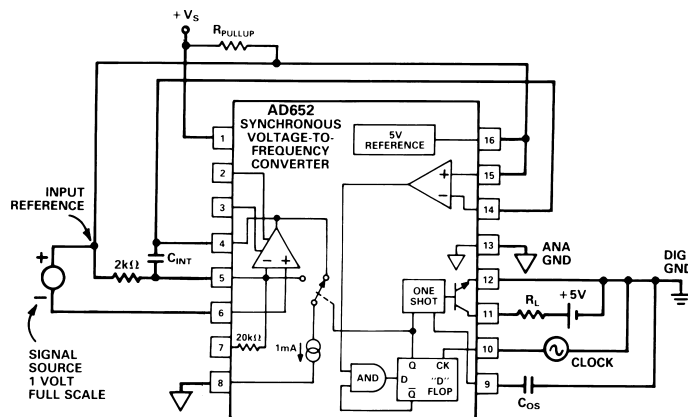 + VS
RPULLUP
AD652
SYNCHRONOUS
VOLTAGE-TO-
FREQUENCY
CONVERTER
5V
REFERENCE
1
2
3
4
5
6
7
8
16
15
14
13
12
11
10
9
INPUT
REFERENCE
+
−
2kΩ
CINT
SIGNAL
SOURCE
1 VOLT
FULL SCALE
− +
20kΩ
1mA
+
−
ANA
GND
DIG
GND
ONE
SHOT
RL
+5V
CLOCK
AND
Q CK
D "D"
Q FLOP
COS